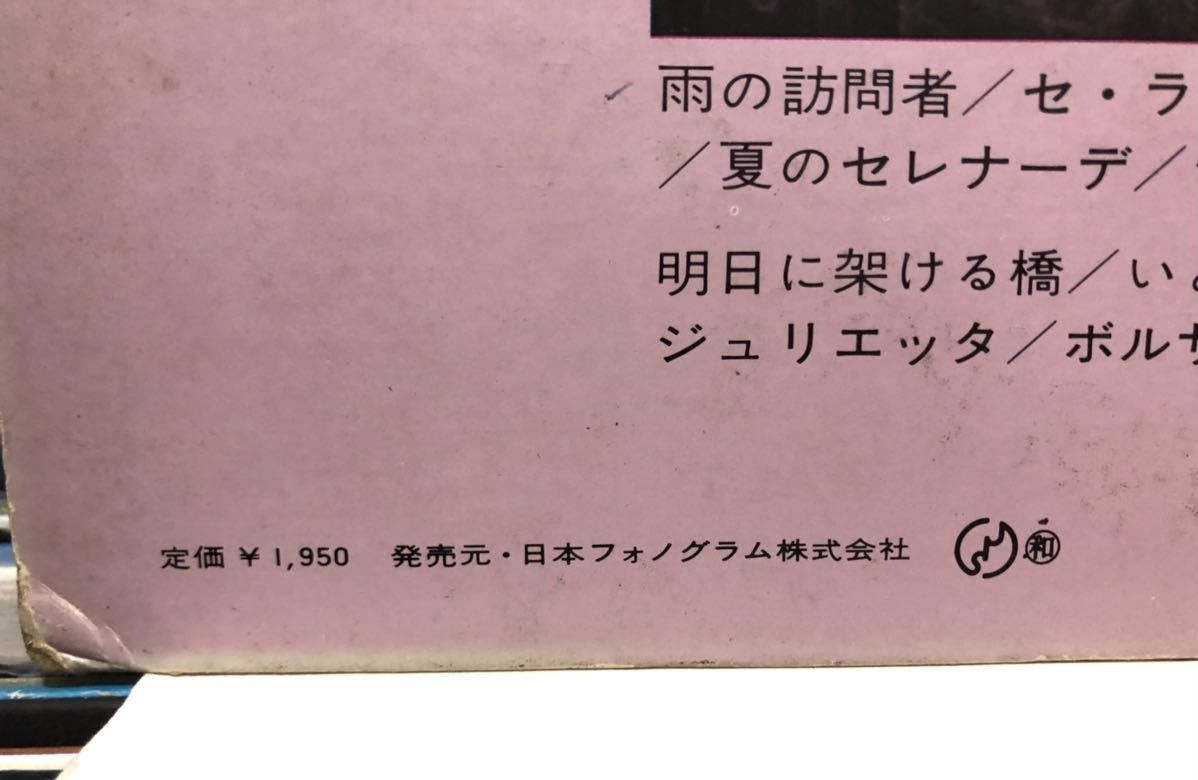 雨の訪問者／セ・ラ
／夏のセレナーデ／
明日に架ける橋／い
ジュリエッタ／ボル
定価 ¥ 1,950 発売元・日本フォノグラム株式会社 ㋾